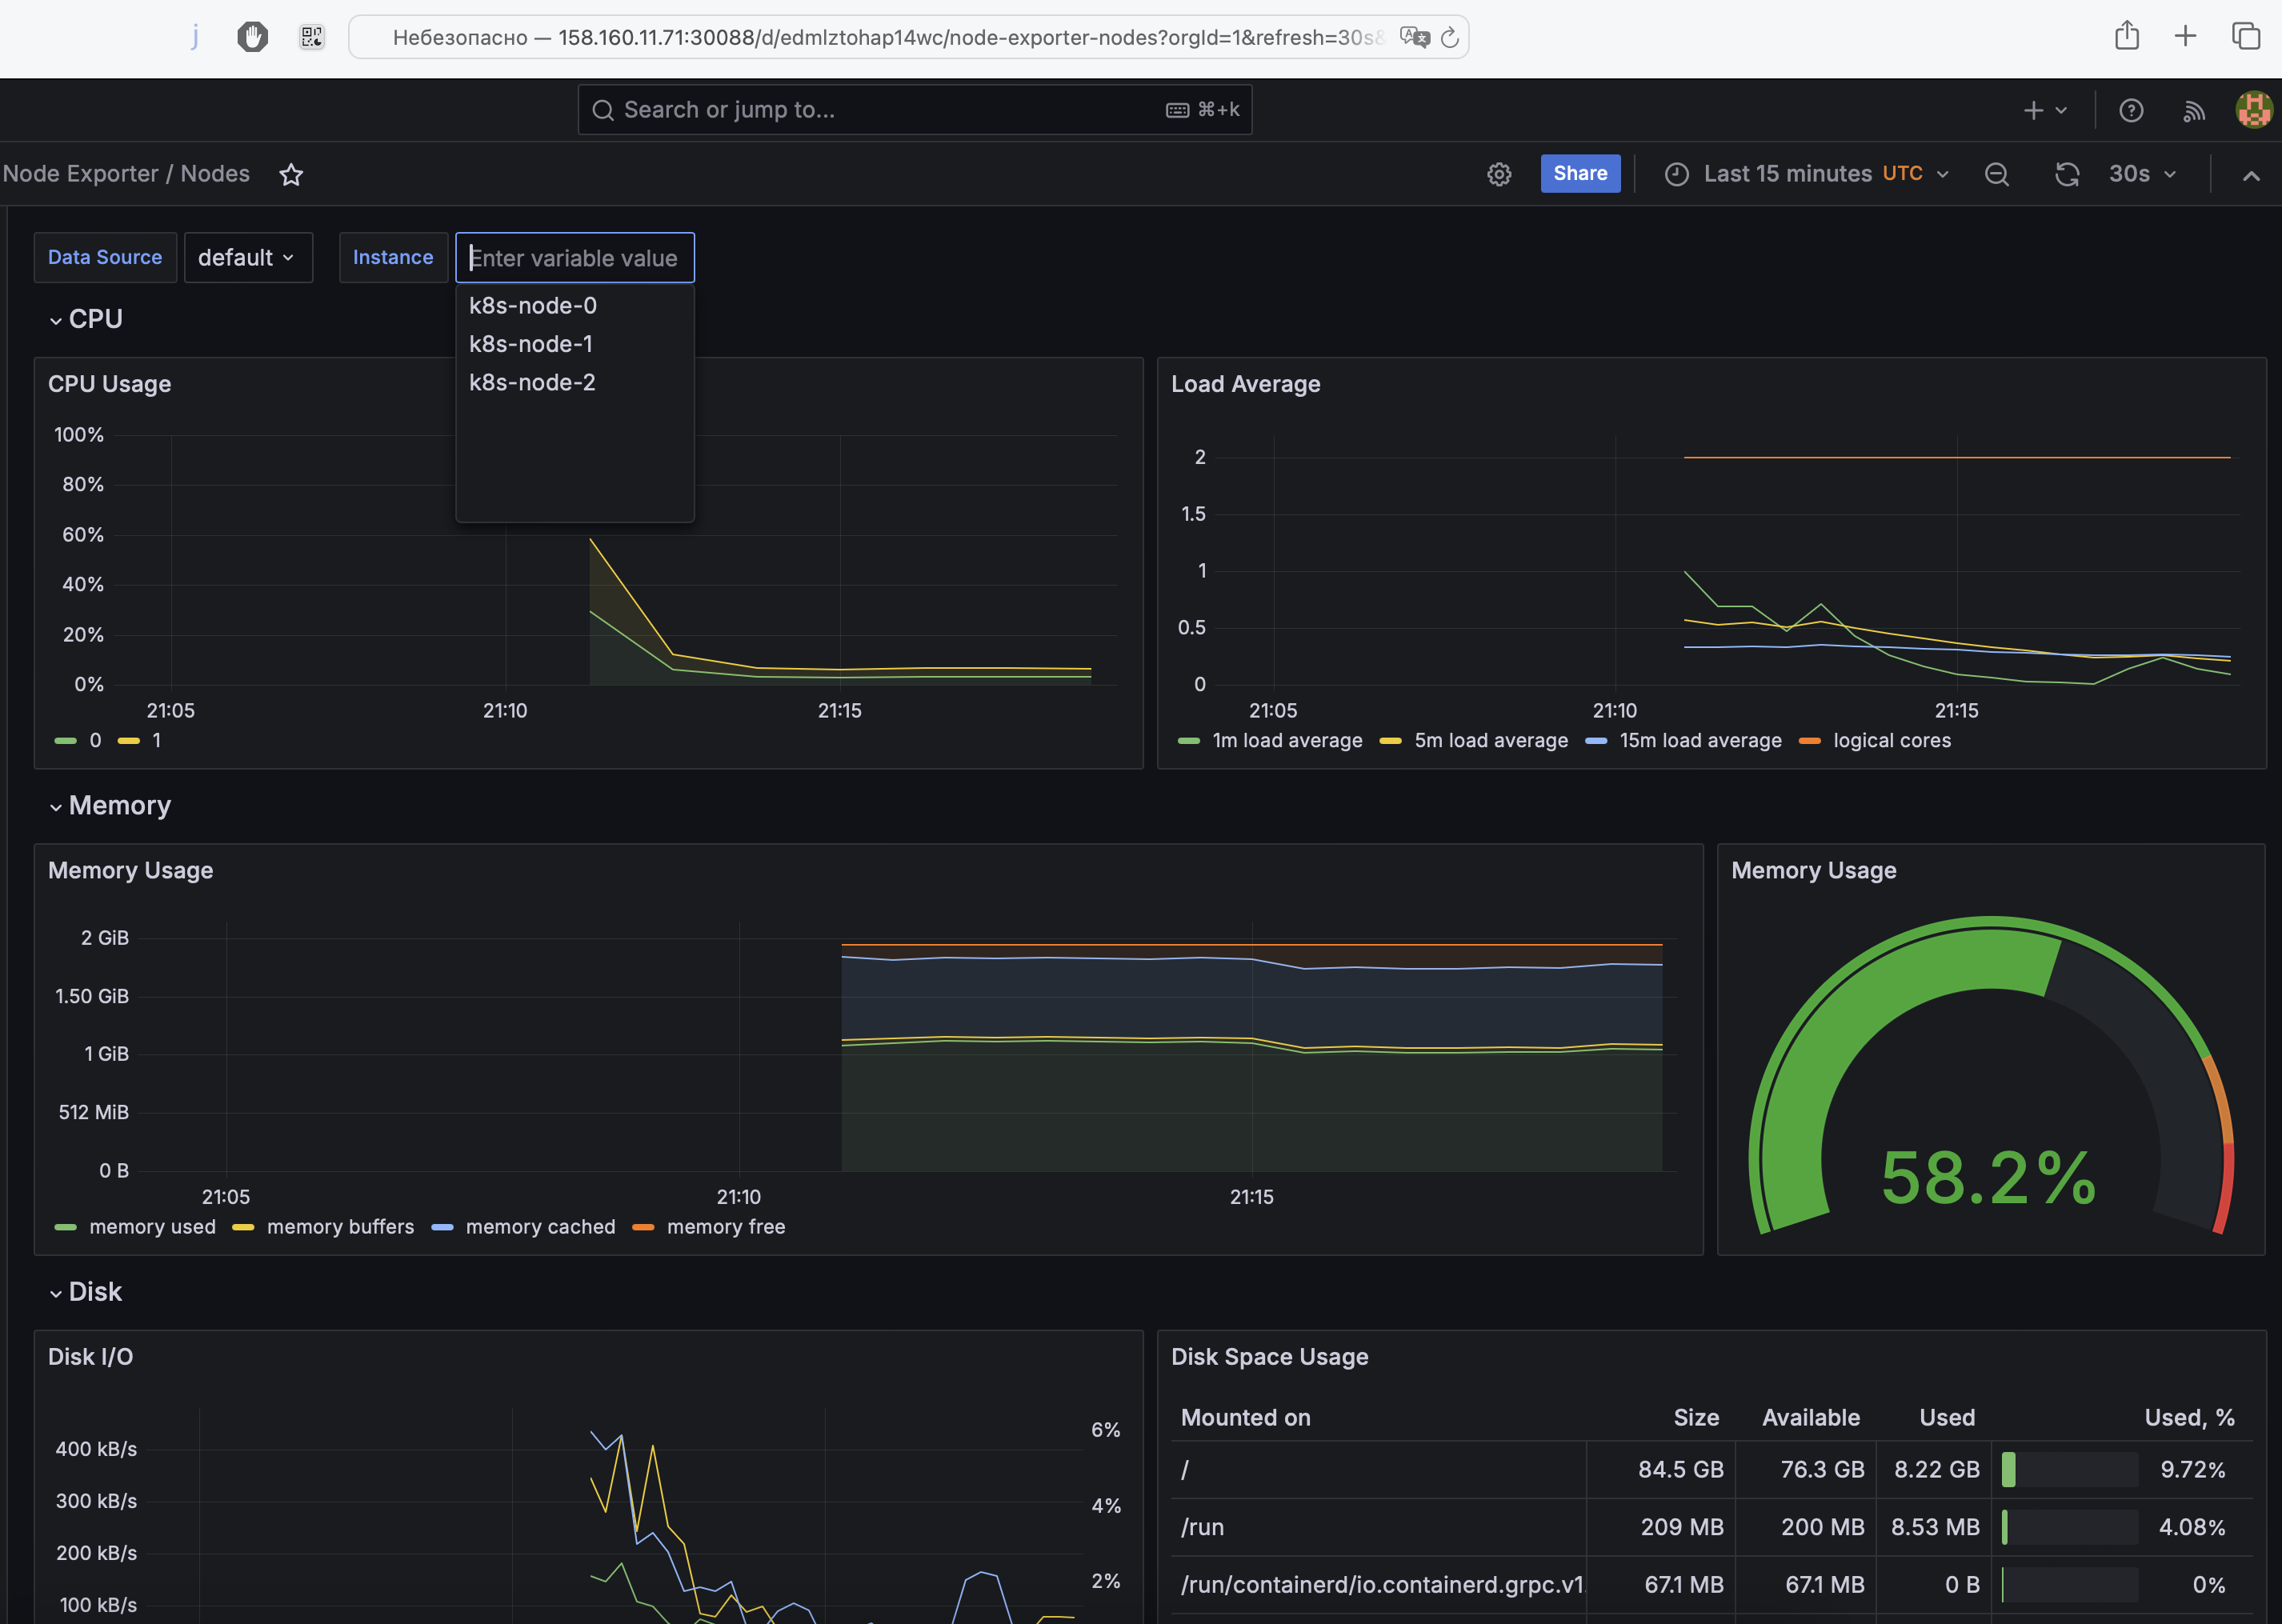 j
Небезопасно — 158.160.11.71:30088/d/edmlztohap14wc/node-exporter-nodes?orgId=1&refresh=30s&
Search or jump to...
⌘+k
Node Exporter / Nodes
Share
Last 15 minutes UTC
30s
Data Source
default
Instance
Enter variable value
k8s-node-0
k8s-node-1
k8s-node-2
CPU
CPU Usage
100%
80%
60%
40%
20%
0%
21:05
21:10
21:15
0
1
Load Average
2
1.5
1
0.5
0
21:05
21:10
21:15
1m load average
5m load average
15m load average
logical cores
Memory
Memory Usage
2 GiB
1.50 GiB
1 GiB
512 MiB
0 B
21:05
21:10
21:15
memory used
memory buffers
memory cached
memory free
Memory Usage
58.2%
Disk
Disk I/O
400 kB/s
300 kB/s
200 kB/s
100 kB/s
6%
4%
2%
Disk Space Usage
Mounted on Size Available Used Used, %
/ 84.5 GB 76.3 GB 8.22 GB 9.72%
/run 209 MB 200 MB 8.53 MB 4.08%
/run/containerd/io.containerd.grpc.v1. 67.1 MB 67.1 MB 0 B 0%